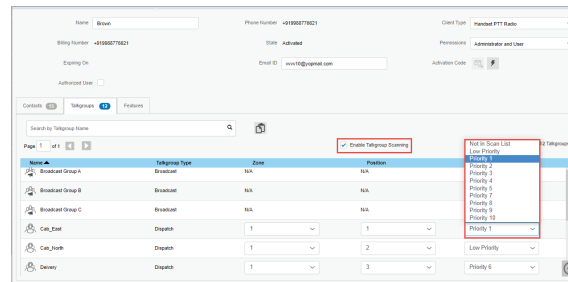 Name Brown Phone Number +919968778621 Client Type Handset PTT Radio
Billing Number +919968778621 State Activated Permissions Administrator and User
Expiring On Email ID vvvv10@yopmail.com Activation Code
Authorized User
Contacts Talkgroups 12 Features
Search by Talkgroup Name
Page 1 of 1 Enable Talkgroup Scanning 12 Talkgroups
Not in Scan List
Low Priority
Priority 1
Priority 2
Priority 3
Priority 4
Priority 5
Priority 7
Priority 8
Priority 9
Priority 10
Name Talkgroup Type Zone Position
Broadcast Group A Broadcast N/A N/A
Broadcast Group B Broadcast N/A N/A
Broadcast Group C Broadcast N/A N/A
Cab_East Dispatch 1 1 Priority 1
Cab_North Dispatch 1 2 Low Priority
Delivery Dispatch 1 3 Priority 6